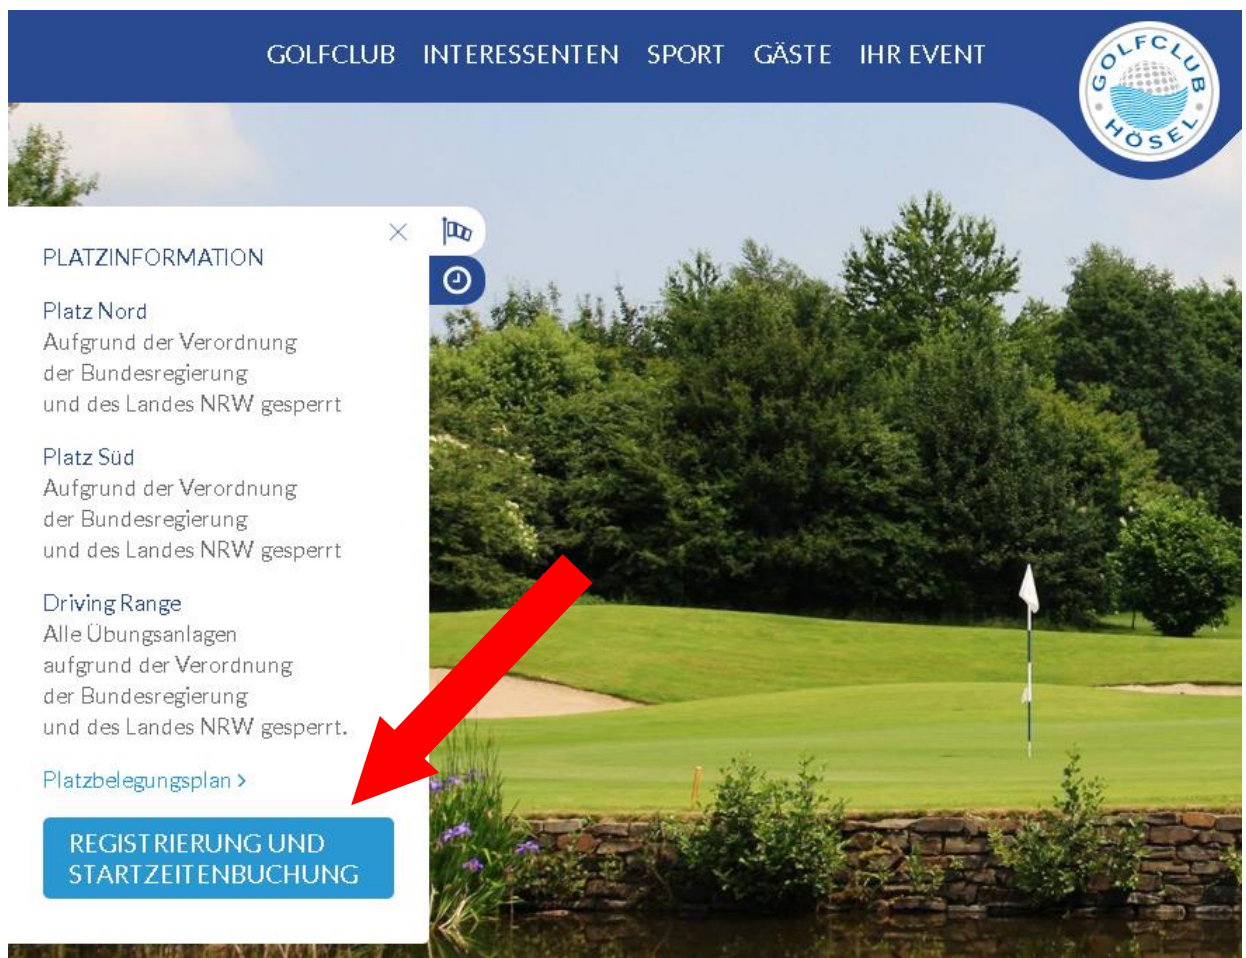 GOLFCLUB INTERESSENTEN SPORT GÄSTE IHR EVENT
GOLFCLUB
HÖSEL
PLATZINFORMATION
Platz Nord
Aufgrund der Verordnung
der Bundesregierung
und des Landes NRW gesperrt
Platz Süd
Aufgrund der Verordnung
der Bundesregierung
und des Landes NRW gesperrt
Driving Range
Alle Übungsanlagen
aufgrund der Verordnung
der Bundesregierung
und des Landes NRW gesperrt.
Platzbelegungsplan >
REGISTRIERUNG UND
STARTZEITENBUCHUNG